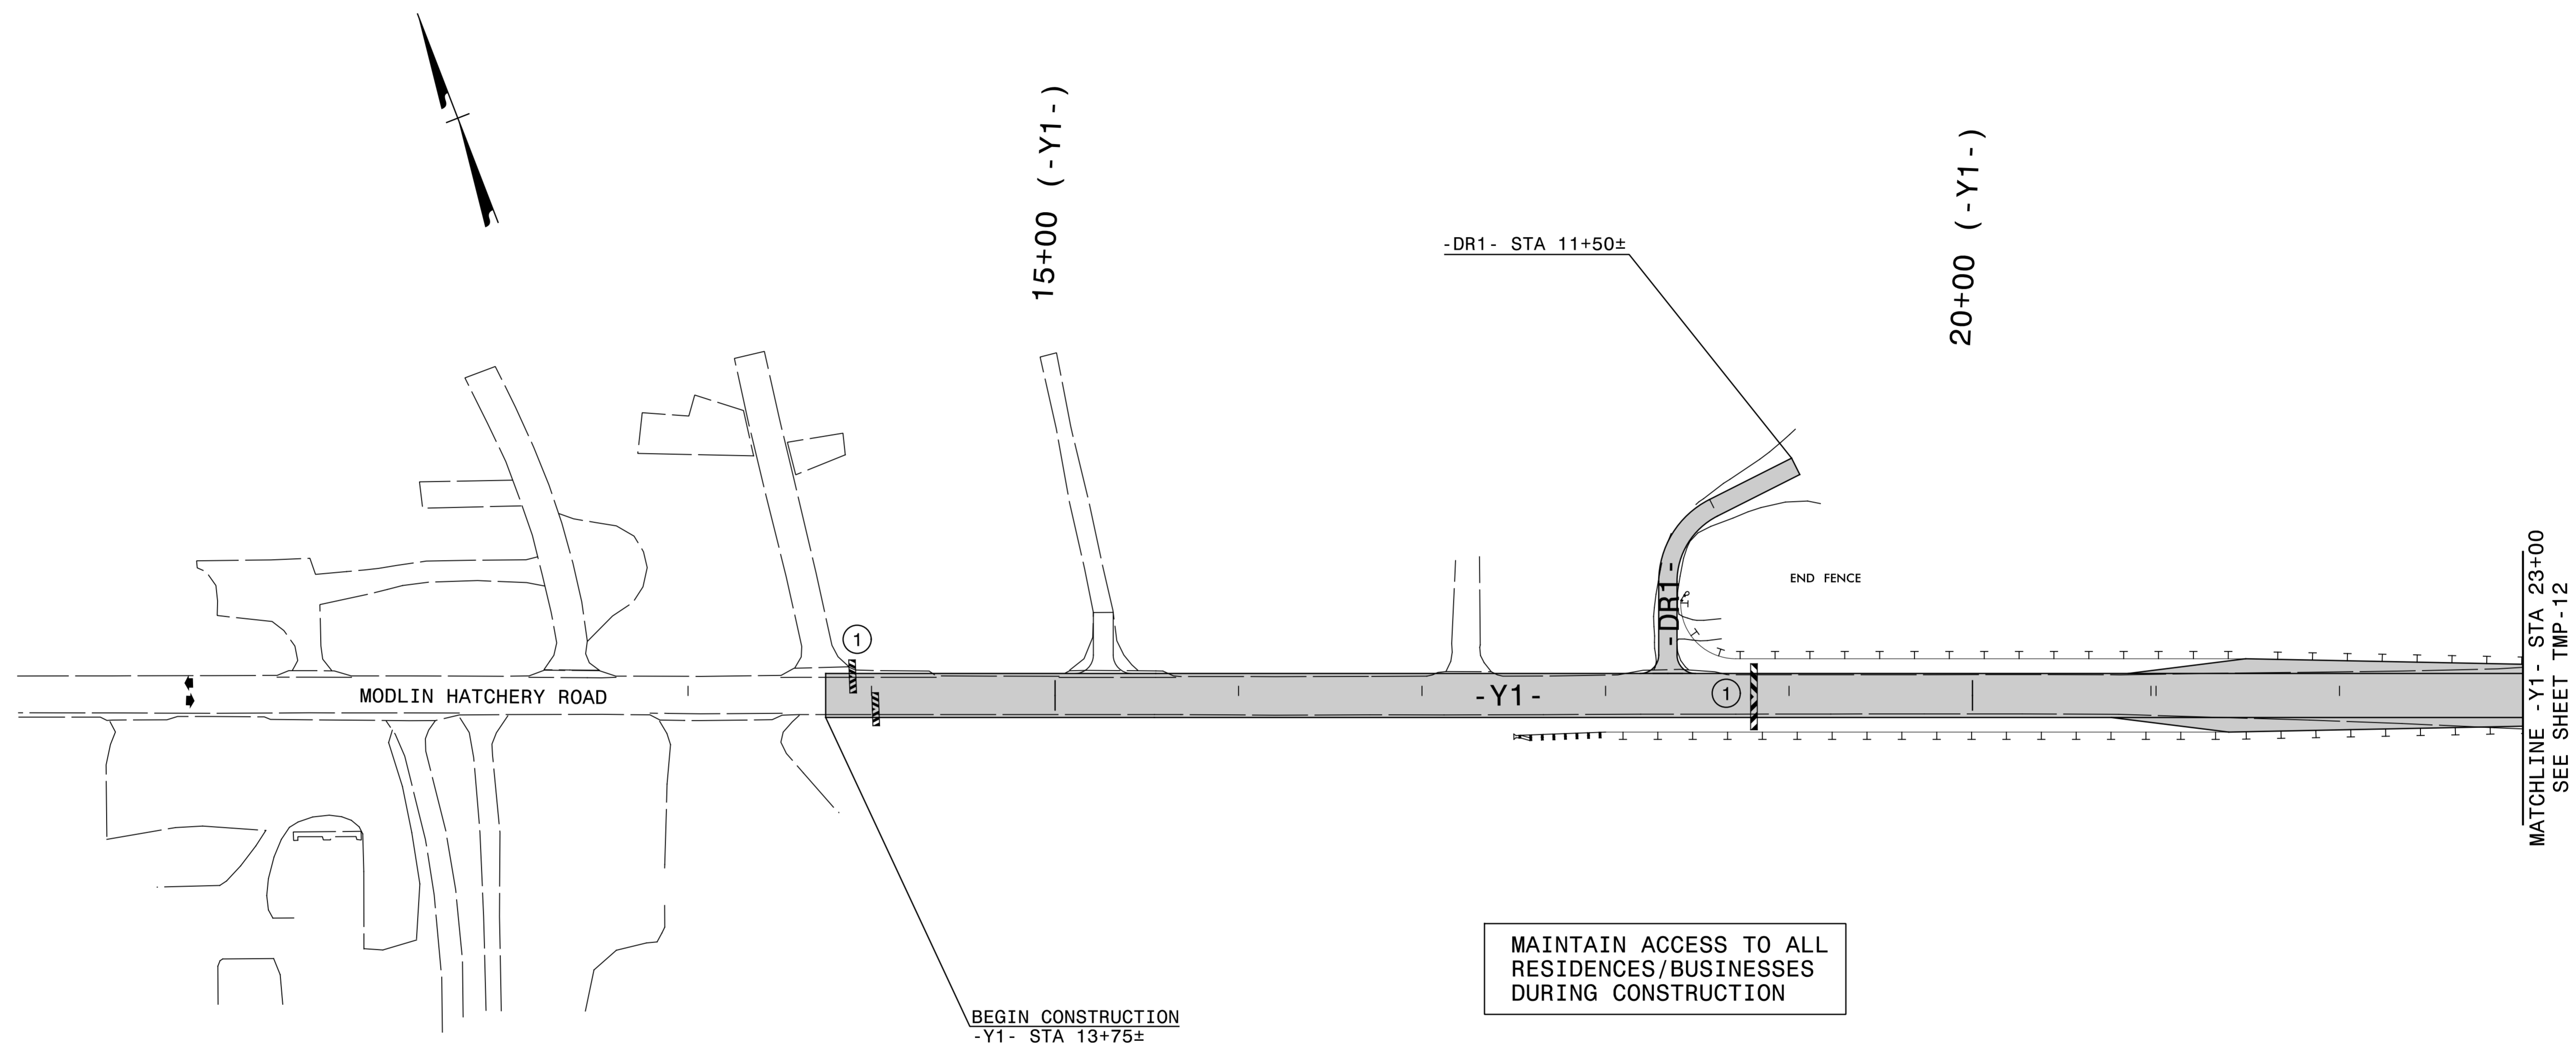 15+00 (-Y1-)
20+00 (-Y1-)
-DR1- STA 11+50±
END FENCE
-DR1-
1
MODLIN HATCHERY ROAD
-Y1-
1
MATCHLINE -Y1- STA 23+00
SEE SHEET TMP-12
MAINTAIN ACCESS TO ALL
RESIDENCES/BUSINESSES
DURING CONSTRUCTION
BEGIN CONSTRUCTION
-Y1- STA 13+75±